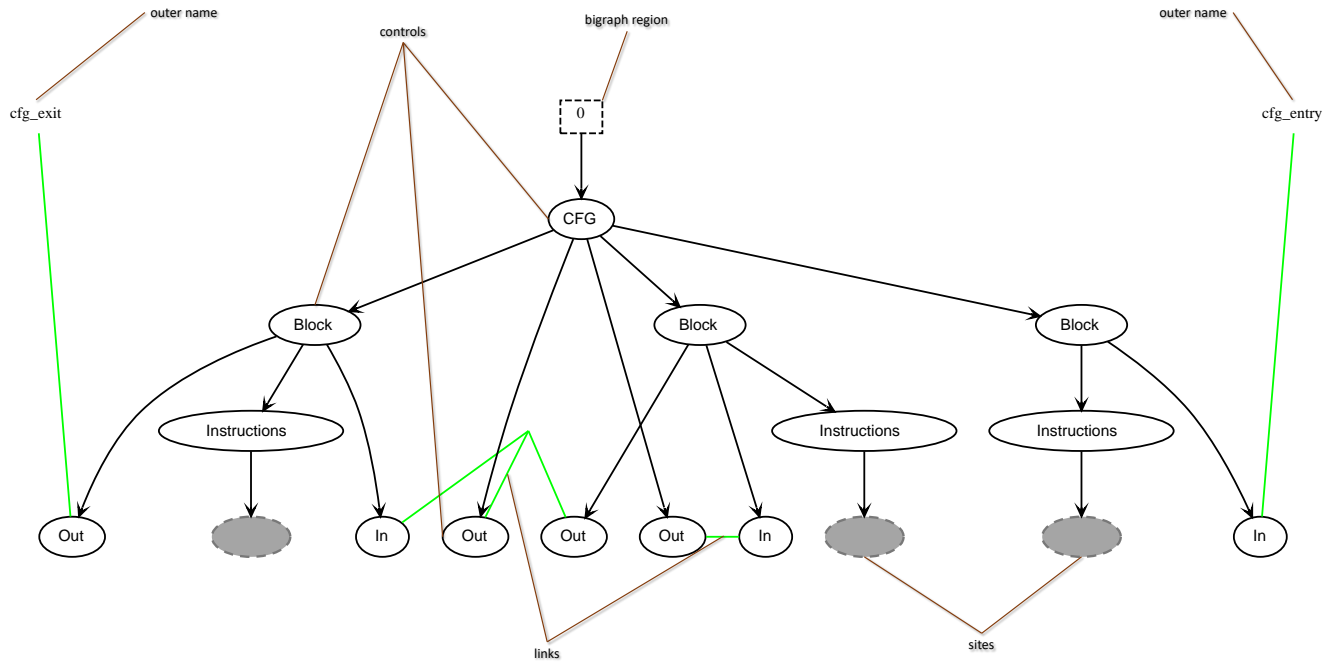 outer name
outer name
bigraph region
controls
cfg_exit
0
cfg_entry
CFG
Block
Block
Block
Instructions
Instructions
Instructions
Out
In
Out
Out
Out
In
In
links
sites